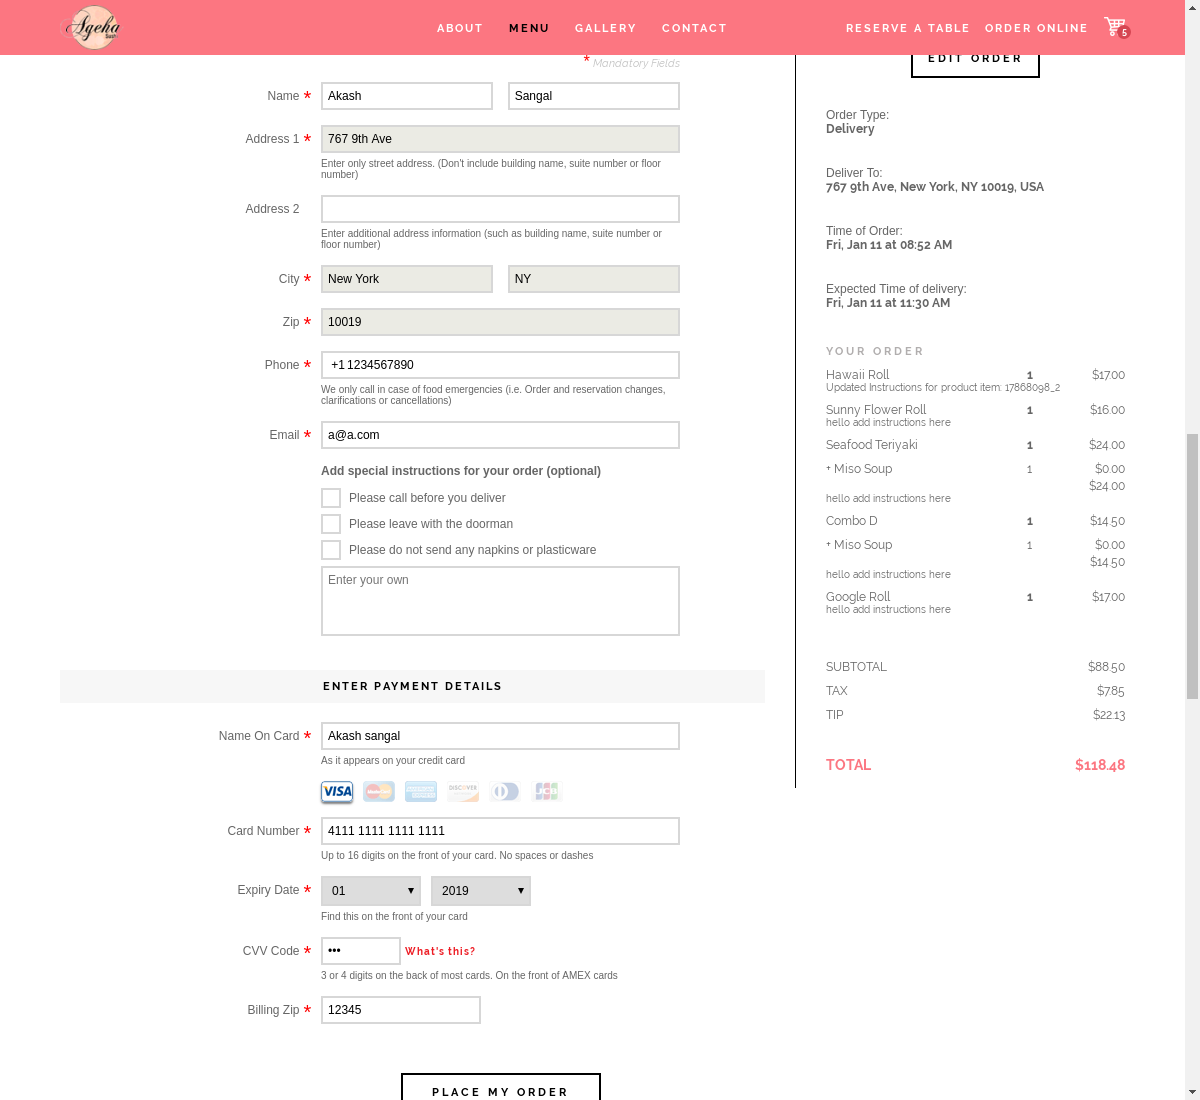 Ageha
ABOUT MENU GALLERY CONTACT RESERVE A TABLE ORDER ONLINE 5
* Mandatory Fields
Name * Akash Sangal
Address 1 * 767 9th Ave
Enter only street address. (Don't include building name, suite number or floor
number)
Address 2
Enter additional address information (such as building name, suite number or
floor number)
City * New York NY
Zip * 10019
Phone * +1 1234567890
We only call in case of food emergencies (i.e. Order and reservation changes,
clarifications or cancellations)
Email * a@a.com
Add special instructions for your order (optional)
Please call before you deliver
Please leave with the doorman
Please do not send any napkins or plasticware
Enter your own
ENTER PAYMENT DETAILS
Name On Card * Akash sangal
As it appears on your credit card
VISA MasterCard DISCOVER JCB
Card Number * 4111 1111 1111 1111
Up to 16 digits on the front of your card. No spaces or dashes
Expiry Date * 01 2019
Find this on the front of your card
CVV Code * ••• What's this?
3 or 4 digits on the back of most cards. On the front of AMEX cards
Billing Zip * 12345
PLACE MY ORDER
EDIT ORDER
Order Type:
Delivery
Deliver To:
767 9th Ave, New York, NY 10019, USA
Time of Order:
Fri, Jan 11 at 08:52 AM
Expected Time of delivery:
Fri, Jan 11 at 11:30 AM
YOUR ORDER
Hawaii Roll 1 $17.00
Updated Instructions for product item: 17868098_2
Sunny Flower Roll 1 $16.00
hello add instructions here
Seafood Teriyaki 1 $24.00
+ Miso Soup 1 $0.00
$24.00
hello add instructions here
Combo D 1 $14.50
+ Miso Soup 1 $0.00
$14.50
hello add instructions here
Google Roll 1 $17.00
hello add instructions here
SUBTOTAL $88.50
TAX $7.85
TIP $22.13
TOTAL $118.48